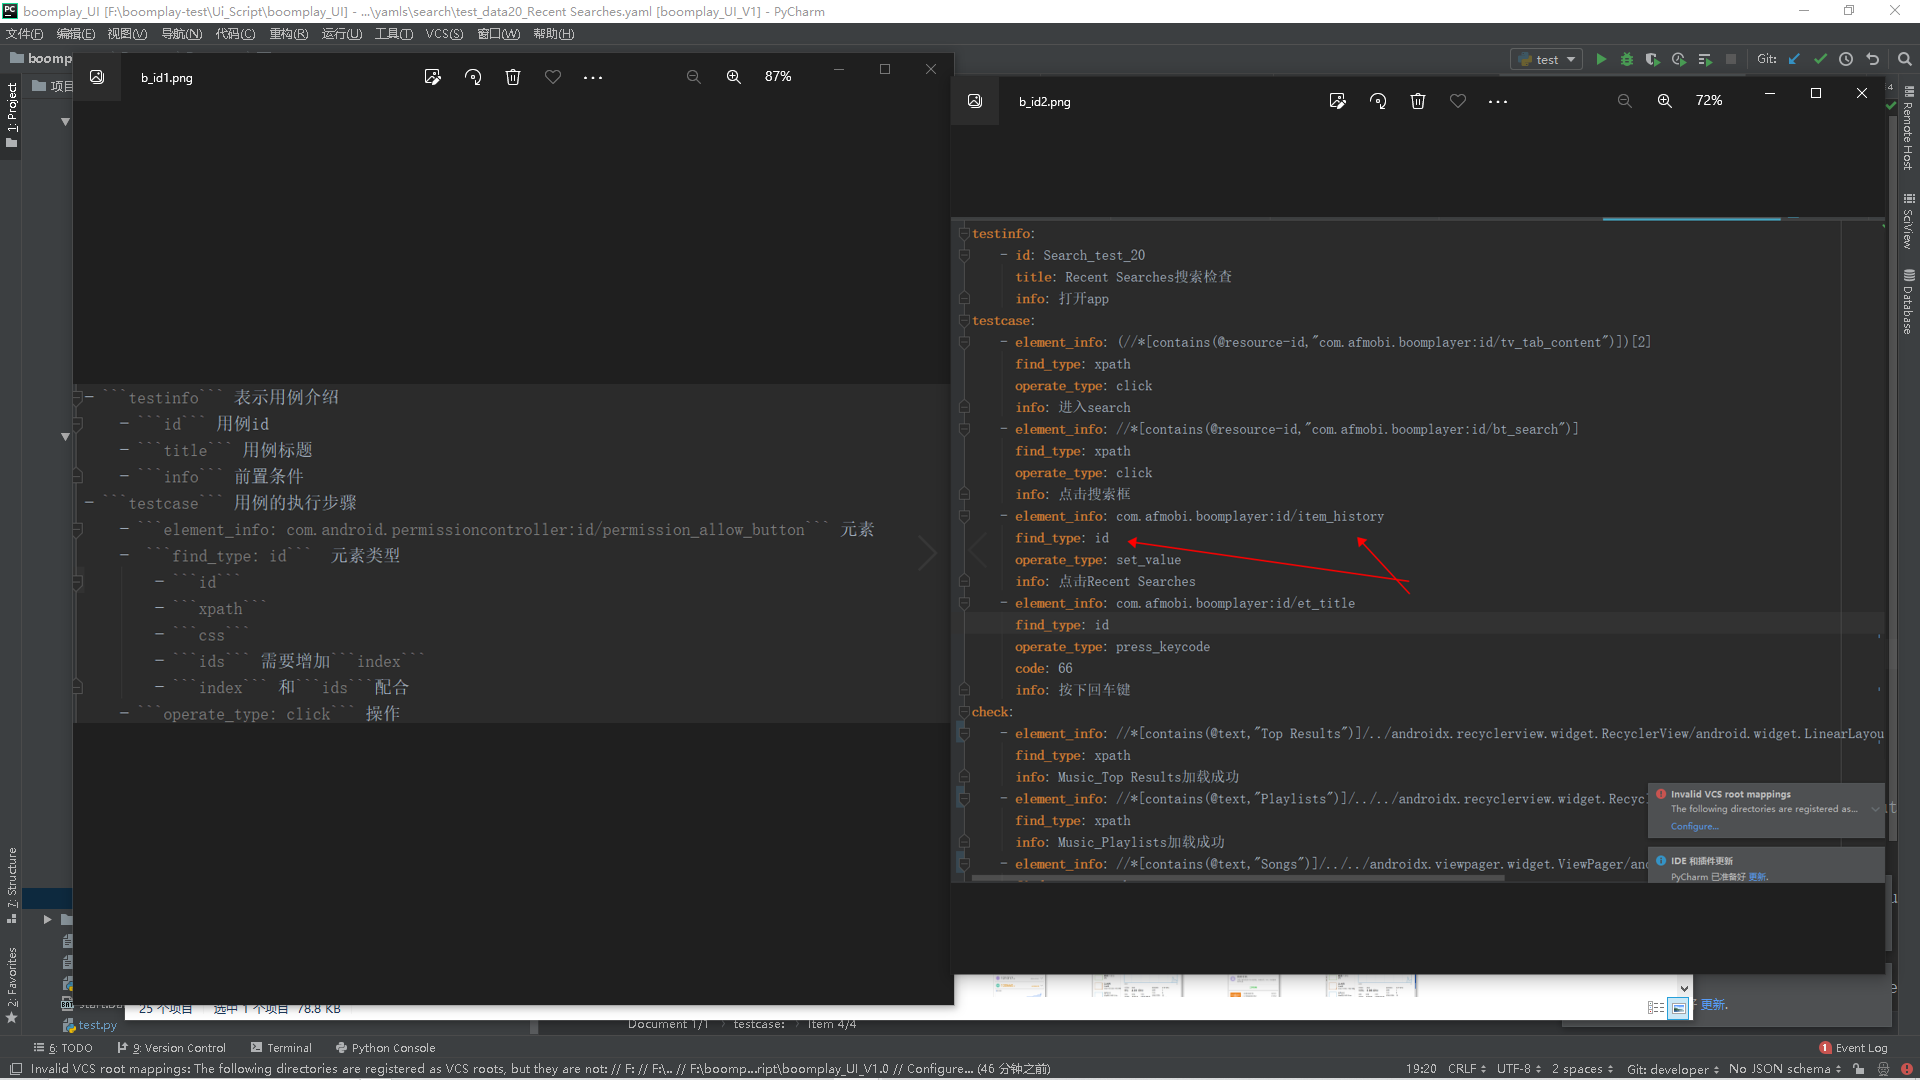 boomplay_UI [F:\boomplay-test\Ui_Script\boomplay_UI] - ...\yamls\search\test_data20_Recent Searches.yaml [boomplay_UI_V1] - PyCharm
文件(F) 编辑(E) 视图(V) 导航(N) 代码(C) 重构(R) 运行(U) 工具(T) VCS(S) 窗口(W) 帮助(H)
boomp
test
Git:
项目
1: Project
7: Structure
2: Favorites
b_id1.png
87%
- ```testinfo``` 表示用例介绍
- ```id``` 用例id
- ```title``` 用例标题
- ```info``` 前置条件
- ```testcase``` 用例的执行步骤
- ```element_info: com.android.permissioncontroller:id/permission_allow_button``` 元素
- ```find_type: id``` 元素类型
- ```id```
- ```xpath```
- ```css```
- ```ids``` 需要增加```index```
- ```index``` 和```ids```配合
- ```operate_type: click``` 操作
b_id2.png
72%
testinfo:
- id: Search_test_20
title: Recent Searches搜索检查
info: 打开app
testcase:
- element_info: (//*[contains(@resource-id,"com.afmobi.boomplayer:id/tv_tab_content")])[2]
find_type: xpath
operate_type: click
info: 进入search
- element_info: //*[contains(@resource-id,"com.afmobi.boomplayer:id/bt_search")]
find_type: xpath
operate_type: click
info: 点击搜索框
- element_info: com.afmobi.boomplayer:id/item_history
find_type: id
operate_type: set_value
info: 点击Recent Searches
- element_info: com.afmobi.boomplayer:id/et_title
find_type: id
operate_type: press_keycode
code: 66
info: 按下回车键
check:
- element_info: //*[contains(@text,"Top Results")]/../androidx.recyclerview.widget.RecyclerView/android.widget.LinearLayou
find_type: xpath
info: Music_Top Results加载成功
- element_info: //*[contains(@text,"Playlists")]/../../androidx.recyclerview.widget.Recyc
find_type: xpath
info: Music_Playlists加载成功
- element_info: //*[contains(@text,"Songs")]/../../androidx.viewpager.widget.ViewPager/and
Invalid VCS root mappings
The following directories are registered as...
Configure...
IDE 和插件更新
PyCharm 已准备好 更新.
Remote Host
SciView
Database
更新.
25 个项目 选中 1 个项目 78.8 KB
test.py
Document 1/1 testcase: Item 4/4
6: TODO 9: Version Control Terminal Python Console
1 Event Log
Invalid VCS root mappings: The following directories are registered as VCS roots, but they are not: // F: // F:\.. // F:\boomp...ript\boomplay_UI_V1.0 // Configure... (46 分钟之前)
19:20 CRLF UTF-8 2 spaces Git: developer No JSON schema